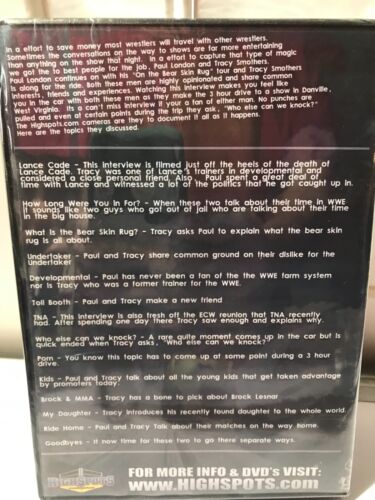 In a effort to save money most wrestlers will travel with other wrestlers.
Sometimes the conversations on the way to shows are far more entertaining
than anything on the show that night. In a effort to capture that type of magic
we got the to best people for the job, Paul London and Tracy Smothers.
Paul London continues on with his "On the Bear Skin Rug" tour and Tracy Smothers
is along for the ride. Both these men are highly opinionated and share common
interests, friends and experiences. Watching this interview makes you feel like
you in the car with both these men as they make the 3 hour drive to a show in Danville,
West Virginia. Its a can't miss interview if your a fan of either man. No punches are
pulled and even at certain points during the trip they say, "Who else can we knock?"
The Highspots.com cameras are they to document it all as it happens.
Here are the topics they discussed.
Lance Cade - This interview is filmed just off the heels of the death of
Lance Cade. Tracy was one of Lance's trainers in developmental and
considered a close personal friend. Also, Paul spent a great deal of
time with Lance and witnessed a lot of the politics that he got caught up in.
How Long Were You In For? - When these two talk about their time in WWE
it sounds like two guys who got out of jail who are talking about their time
in the big house.
What Is the Bear Skin Rug? - Tracy asks Paul to explain what the bear skin
rug is all about.
Undertaker - Paul and Tracy share common ground on their dislike for the
Undertaker
Developmental - Paul has never been a fan of the the WWE farm system
nor is Tracy who was a former trainer for the WWE.
Toll Booth - Paul and Tracy make a new friend
TNA - This interview is also fresh off the ECW reunion that TNA recently
had. After spending one day there Tracy saw enough and explains why.
Who else can we knock? - A rare quite moment comes up in the car but is
quick ended when Tracy asks, "Who else can we knock?"
Porn - You know this topic has to come up at some point during a 3 hour
drive.
Kids - Paul and Tracy talk about all the young kids that get taken advantage
by promoters today.
Brock & MMA - Tracy has a bone to pick about Brock Lesnar
My Daughter - Tracy introduces his recently found daughter to the whole world.
Ride Home - Paul and Tracy Talk about their matches on the way home.
Goodbyes - It now time for these two to go there separate ways.
HIGHSPOTS
FOR MORE INFO & DVD's VISIT:
www.HIGHSPOTS.com